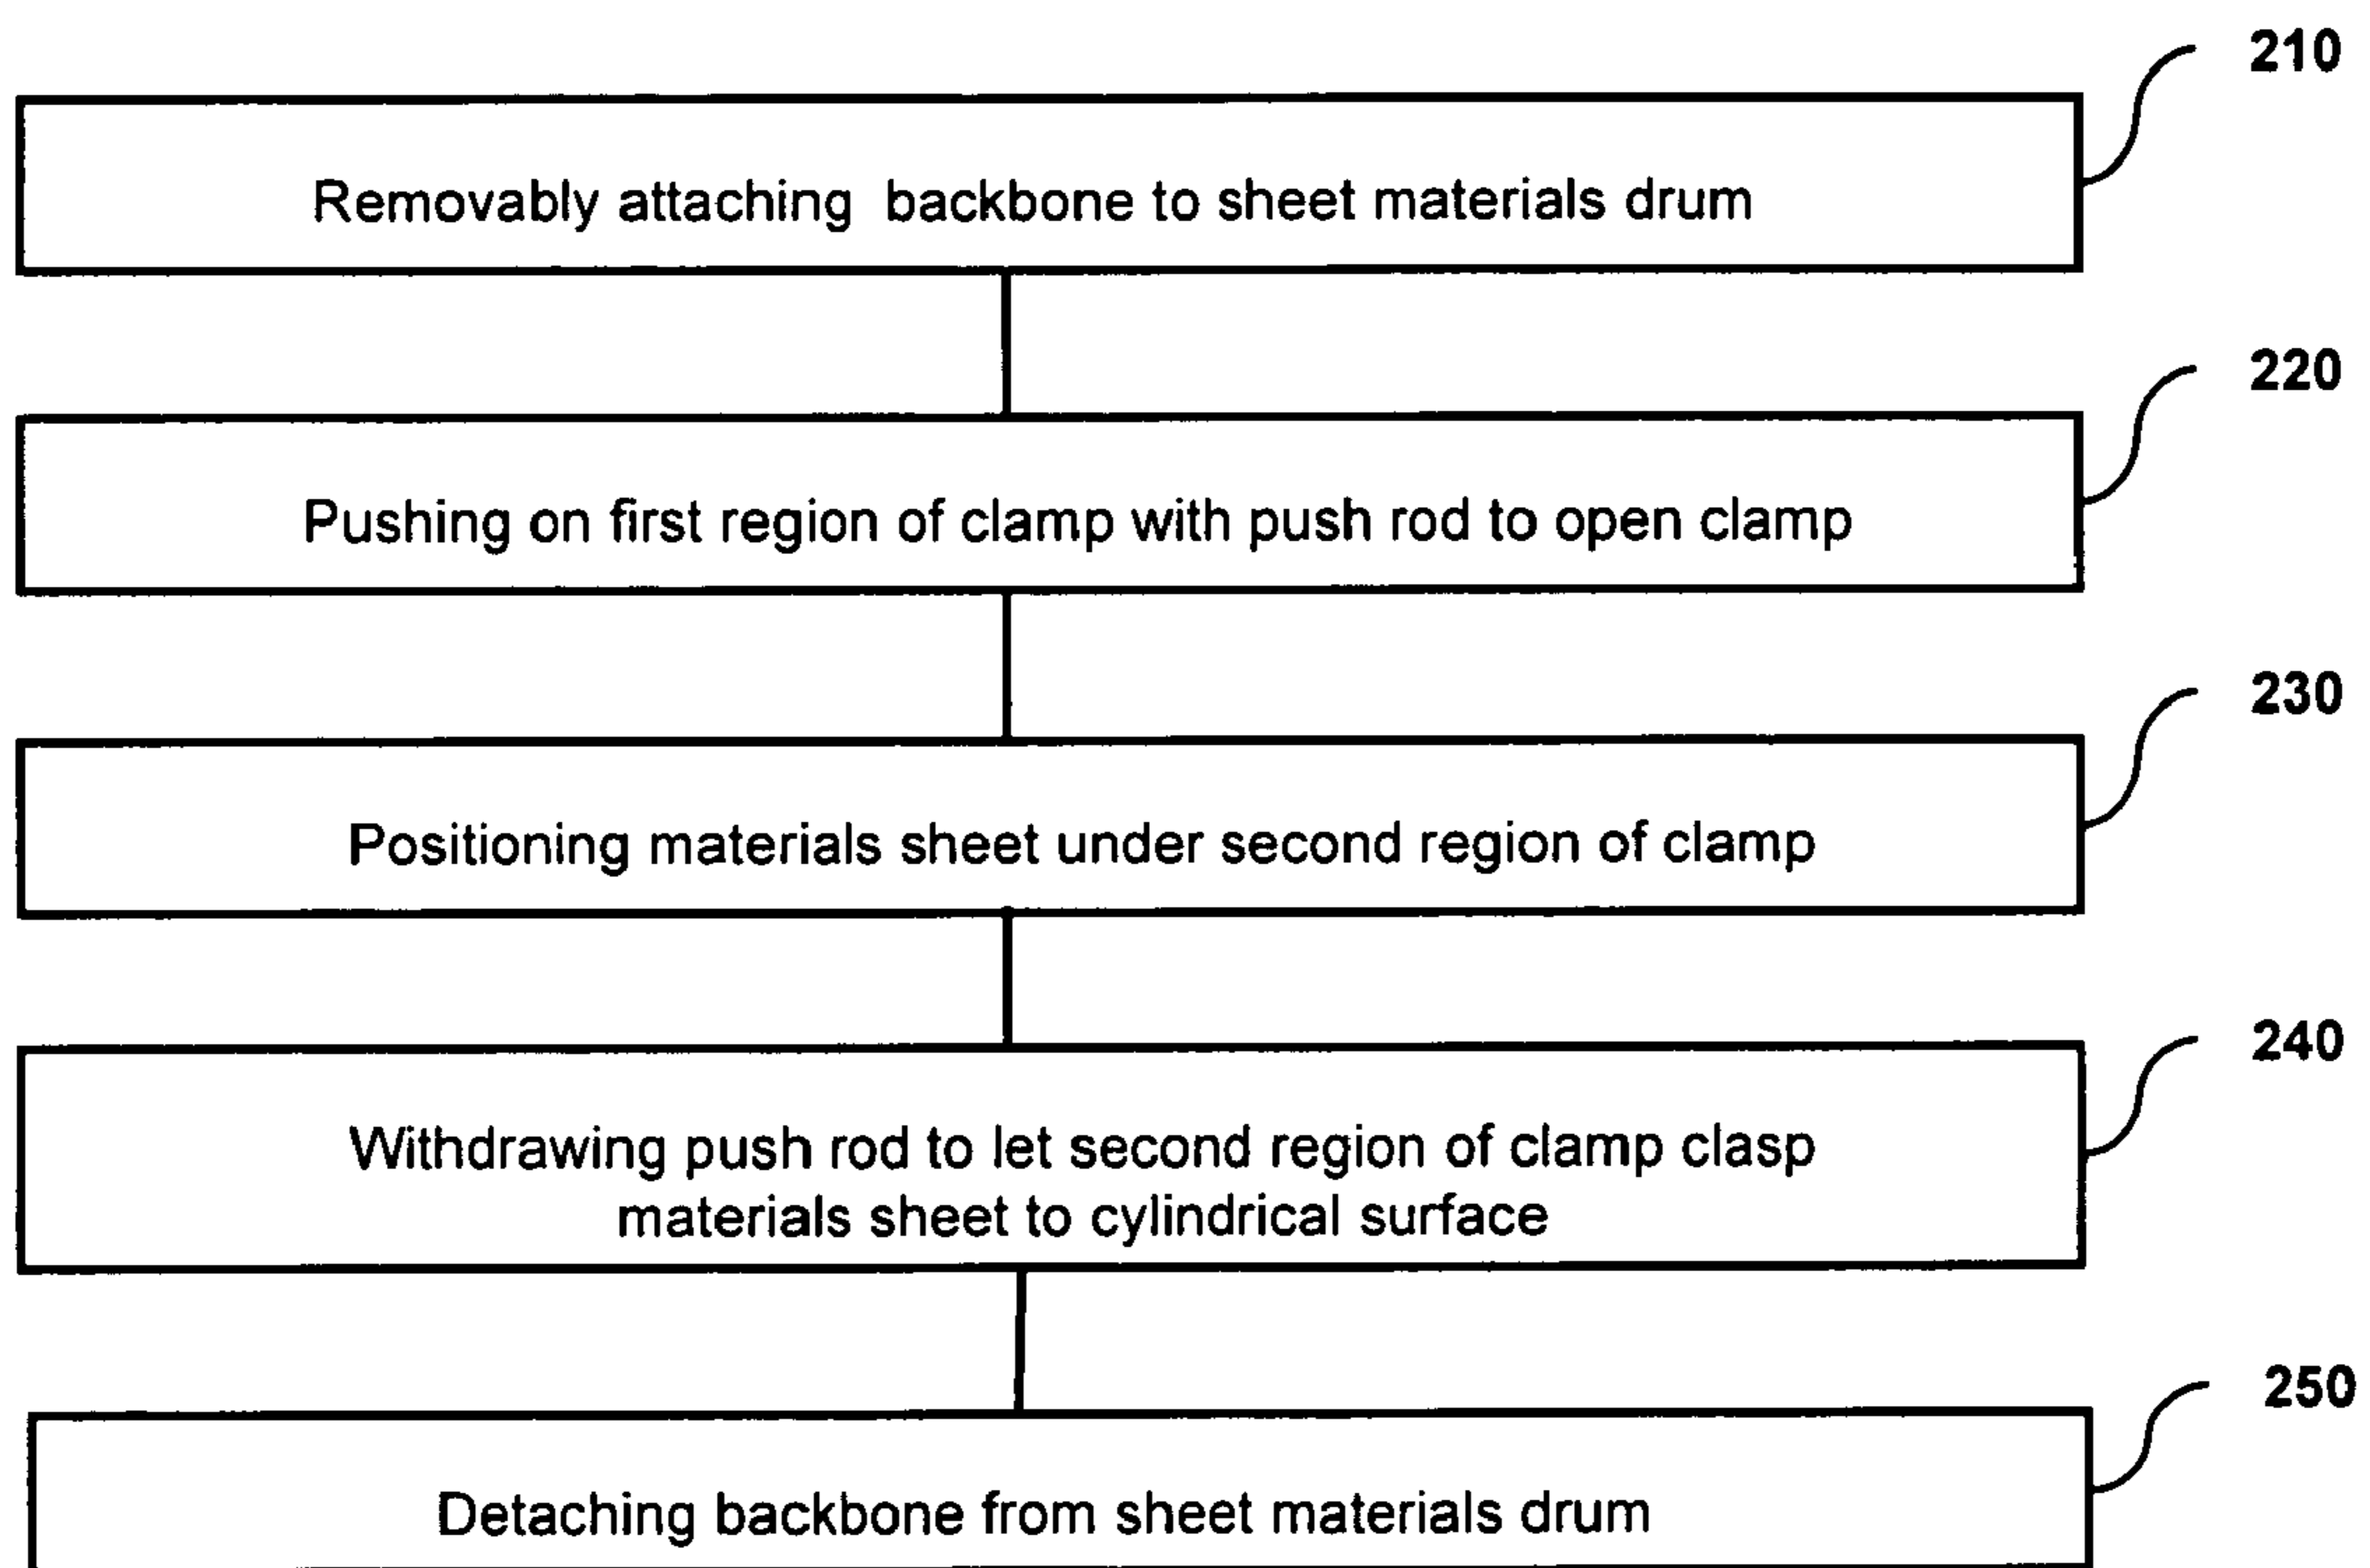 210
Removably attaching backbone to sheet materials drum
220
Pushing on first region of clamp with push rod to open clamp
230
Positioning materials sheet under second region of clamp
240
Withdrawing push rod to let second region of clamp clasp
materials sheet to cylindrical surface
250
Detaching backbone from sheet materials drum